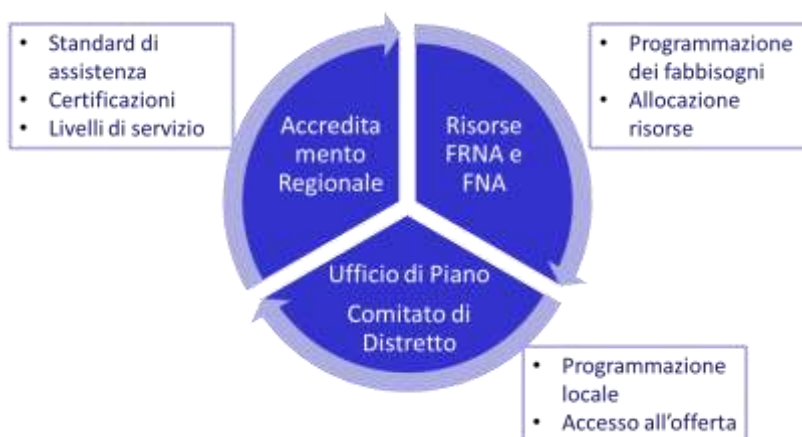 • Standard di
assistenza
• Certificazioni
• Livelli di servizio
• Programmazione
dei fabbisogni
• Allocazione
risorse
Accredita
mento
Regionale
Risorse
FRNA e
FNA
Ufficio di Piano
Comitato di
Distretto
• Programmazione
locale
• Accesso all'offerta